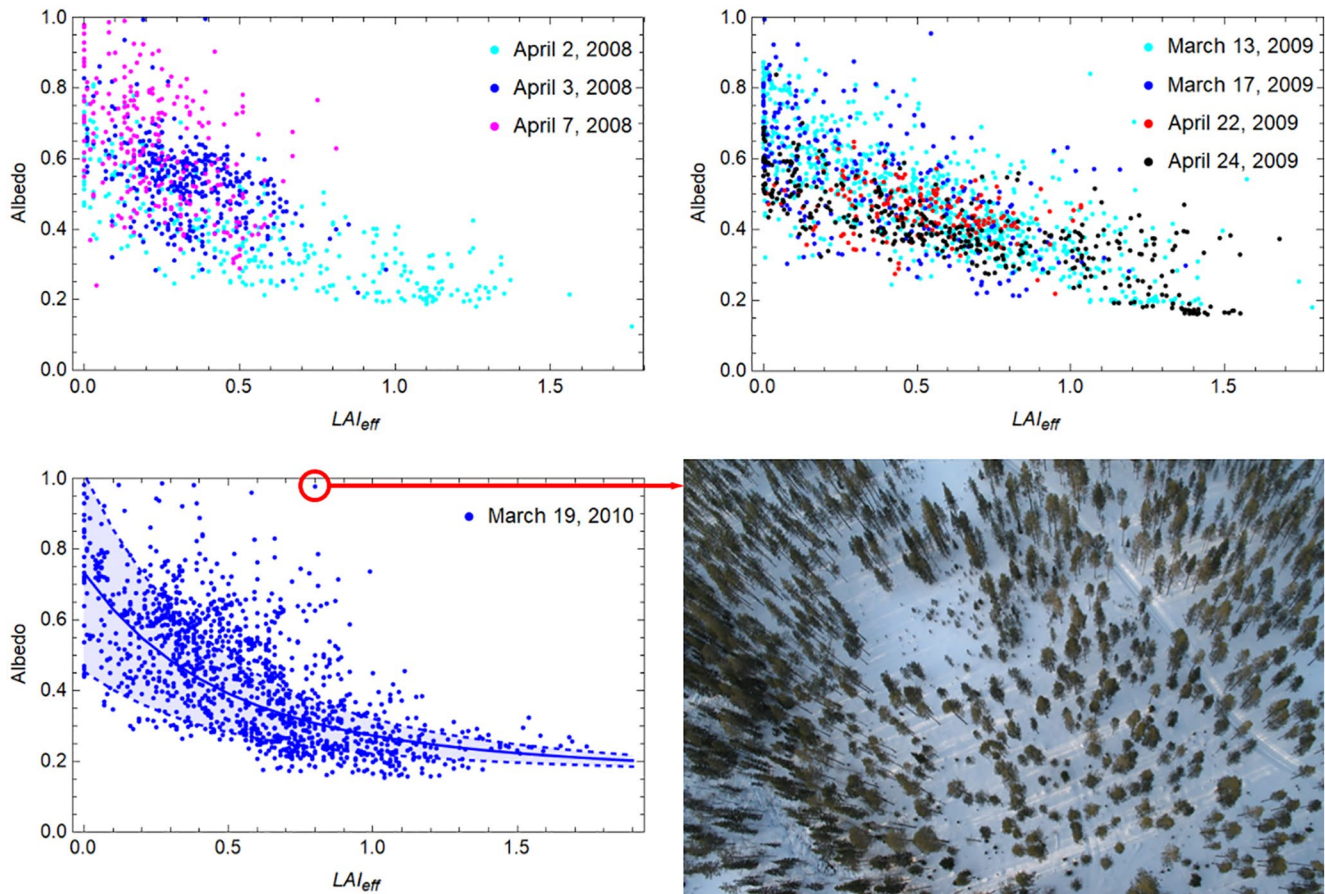 1.0
0.8
0.6
0.4
0.2
0.0
Albedo
April 2, 2008
April 3, 2008
April 7, 2008
0.0 0.5 1.0 1.5
LAIeff
1.0
0.8
0.6
0.4
0.2
0.0
Albedo
March 13, 2009
March 17, 2009
April 22, 2009
April 24, 2009
0.0 0.5 1.0 1.5
LAIeff
1.0
0.8
0.6
0.4
0.2
0.0
Albedo
March 19, 2010
0.0 0.5 1.0 1.5
LAIeff